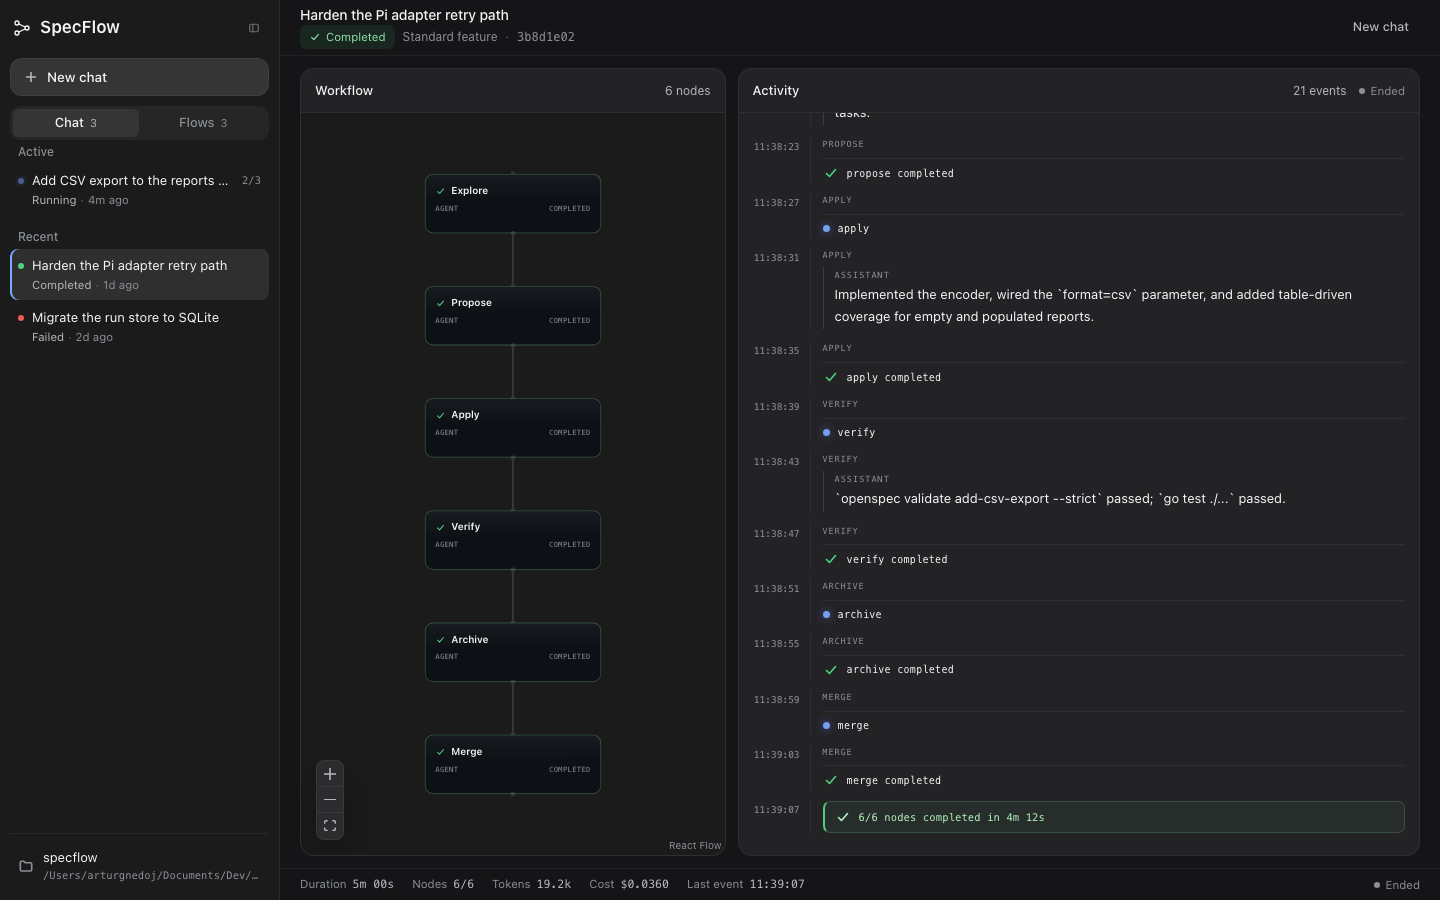 SpecFlow
New chat
Chat 3
Flows 3
Active
Add CSV export to the reports ... 2/3
Running · 4m ago
Recent
Harden the Pi adapter retry path
Completed · 1d ago
Migrate the run store to SQLite
Failed · 2d ago
specflow
/Users/arturgnedoj/Documents/Dev/…
Harden the Pi adapter retry path
Completed Standard feature · 3b8d1e02
New chat
Workflow 6 nodes
Explore
AGENT COMPLETED
Propose
AGENT COMPLETED
Apply
AGENT COMPLETED
Verify
AGENT COMPLETED
Archive
AGENT COMPLETED
Merge
AGENT COMPLETED
React Flow
Activity 21 events Ended
tasks.
11:38:23 PROPOSE
propose completed
11:38:27 APPLY
apply
11:38:31 APPLY
ASSISTANT
Implemented the encoder, wired the `format=csv` parameter, and added table-driven
coverage for empty and populated reports.
11:38:35 APPLY
apply completed
11:38:39 VERIFY
verify
11:38:43 VERIFY
ASSISTANT
`openspec validate add-csv-export --strict` passed; `go test ./...` passed.
11:38:47 VERIFY
verify completed
11:38:51 ARCHIVE
archive
11:38:55 ARCHIVE
archive completed
11:38:59 MERGE
merge
11:39:03 MERGE
merge completed
11:39:07 6/6 nodes completed in 4m 12s
Duration 5m 00s Nodes 6/6 Tokens 19.2k Cost $0.0360 Last event 11:39:07 Ended